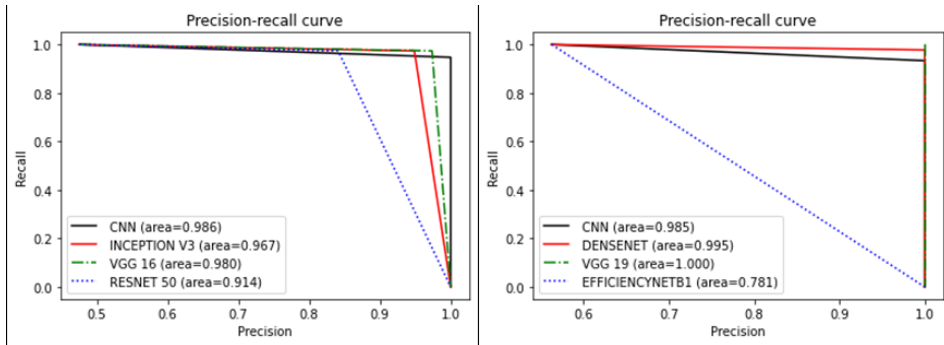 Precision-recall curve
1.0
0.8
0.6
0.4
0.2
0.0
Recall
CNN (area=0.986)
INCEPTION V3 (area=0.967)
VGG 16 (area=0.980)
RESNET 50 (area=0.914)
0.5 0.6 0.7 0.8 0.9 1.0
Precision
Precision-recall curve
1.0
0.8
0.6
0.4
0.2
0.0
Recall
CNN (area=0.985)
DENSENET (area=0.995)
VGG 19 (area=1.000)
EFFICIENCYNETB1 (area=0.781)
0.6 0.7 0.8 0.9 1.0
Precision